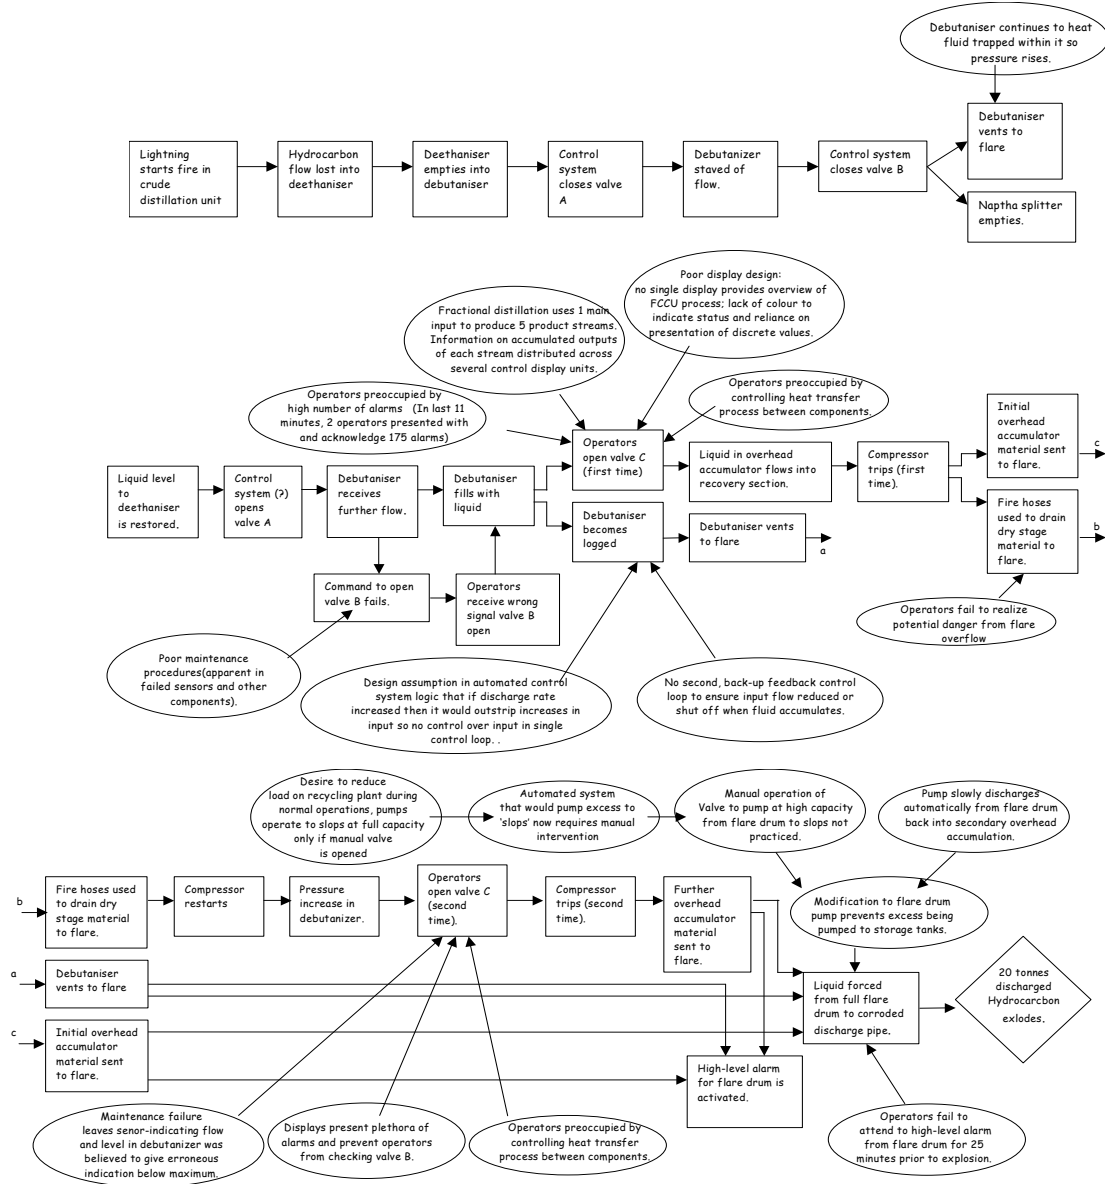 Debutaniser continues to heat
fluid trapped within it so
pressure rises.
Lightning
starts fire in
crude
distillation unit
Hydrocarbon
flow lost into
deethaniser
Deethaniser
empties into
debutaniser
Control
system
closes valve
A
Debutanizer
staved of
flow.
Control system
closes valve B
Debutaniser
vents to
flare
Naptha splitter
empties.
Poor display design:
no single display provides overview of
FCCU process; lack of colour to
indicate status and reliance on
presentation of discrete values.
Fractional distillation uses 1 main
input to produce 5 product streams.
Information on accumulated outputs
of each stream distributed across
several control display units.
Operators preoccupied by
high number of alarms (In last 11
minutes, 2 operators presented with
and acknowledge 175 alarms)
Operators preoccupied by
controlling heat transfer
process between components.
Liquid level
to
deethaniser
is restored.
Control
system (?)
opens
valve A
Debutaniser
receives
further flow.
Debutaniser
fills with
liquid
Operators
open valve C
(first time)
Liquid in overhead
accumulator flows into
recovery section.
Compressor
trips (first
time).
Initial
overhead
accumulator
material sent
to flare.
c
Debutaniser
becomes
logged
Debutaniser vents
to flare
a
Fire hoses
used to drain
dry stage
material to
flare.
b
Command to open
valve B fails.
Operators
receive wrong
signal valve B
open
Operators fail to realize
potential danger from flare
overflow
Poor maintenance
procedures(apparent in
failed sensors and other
components).
Design assumption in automated control
system logic that if discharge rate
increased then it would outstrip increases in
input so no control over input in single
control loop. .
No second, back-up feedback control
loop to ensure input flow reduced or
shut off when fluid accumulates.
Desire to reduce
load on recycling plant during
normal operations, pumps
operate to slops at full capacity
only if manual valve
is opened
Automated system
that would pump excess to
'slops' now requires manual
intervention
Manual operation of
Valve to pump at high capacity
from flare drum to slops not
practiced.
Pump slowly discharges
automatically from flare drum
back into secondary overhead
accumulation.
b
Fire hoses used
to drain dry
stage material
to flare.
Compressor
restarts
Pressure
increase in
debutanizer.
Operators
open valve C
(second
time).
Compressor
trips (second
time).
Further
overhead
accumulator
material
sent to
flare.
Modification to flare drum
pump prevents excess being
pumped to storage tanks.
a
Debutaniser
vents to flare
Liquid forced
from full flare
drum to corroded
discharge pipe.
20 tonnes
discharged
Hydrocarcbon
exlodes.
c
Initial overhead
accumulator
material sent to
flare.
High-level alarm
for flare drum is
activated.
Maintenance failure
leaves senor-indicating flow
and level in debutanizer was
believed to give erroneous
indication below maximum.
Displays present plethora of
alarms and prevent operators
from checking valve B.
Operators preoccupied by
controlling heat transfer
process between components.
Operators fail to
attend to high-level alarm
from flare drum for 25
minutes prior to explosion.